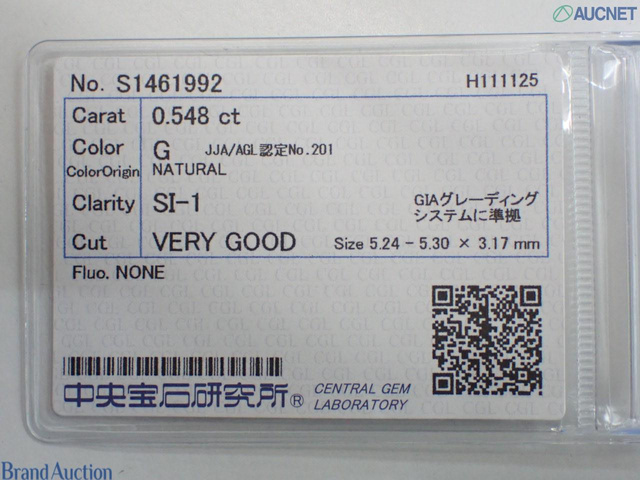 AUCNET
No. S1461992 H111125
Carat 0.548 ct
Color G JJA/AGL認定No.201
ColorOrigin NATURAL
Clarity SI-1 GIAグレーディング
システムに準拠
Cut VERY GOOD Size 5.24 - 5.30 × 3.17 mm
Fluo. NONE
中央宝石研究所® CENTRAL GEM
LABORATORY
Brand Auction